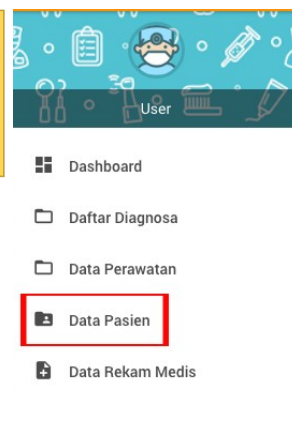 User
Dashboard
Daftar Diagnosa
Data Perawatan
Data Pasien
Data Rekam Medis